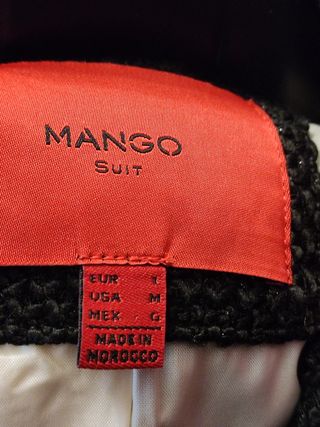 MANGO
SUIT
EUR L
USA M
MEX G
MADE IN
MOROCCO